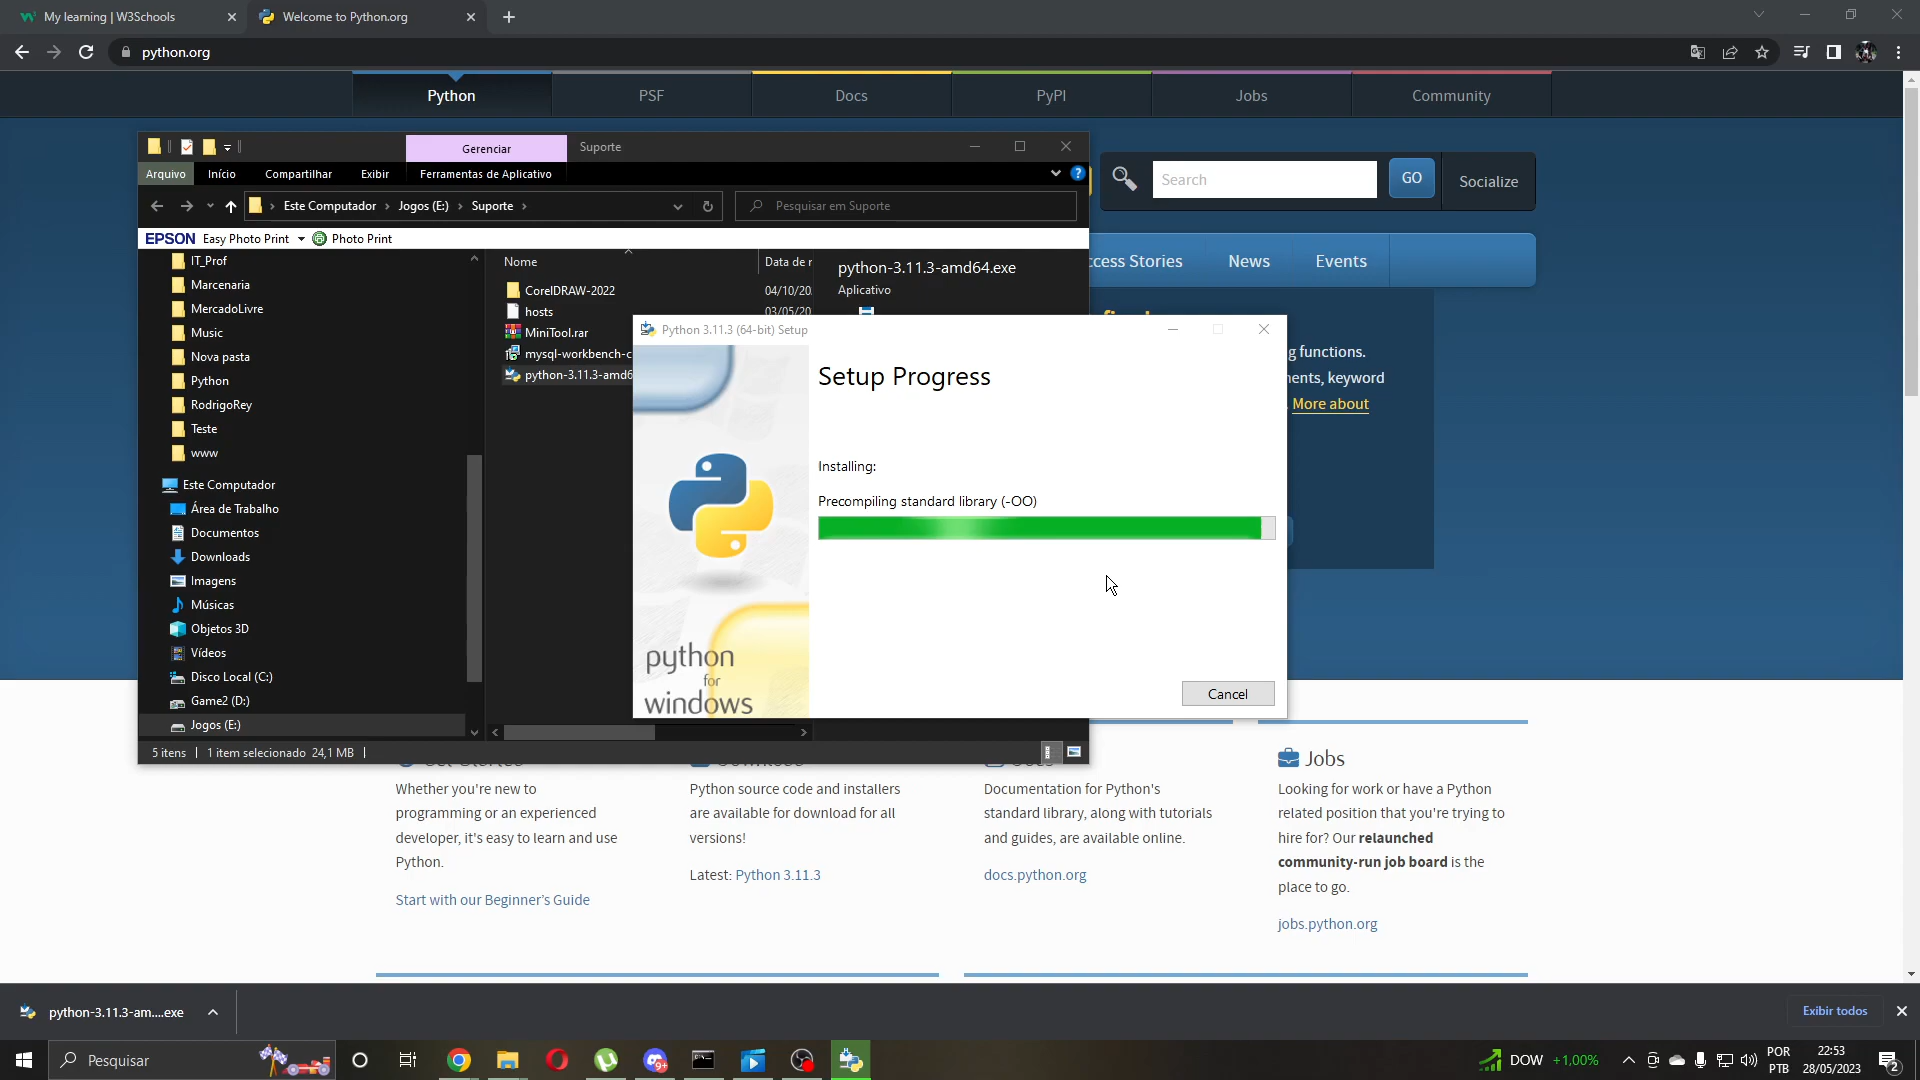 My learning | W3Schools
Welcome to Python.org
python.org
Python
PSF
Docs
PyPI
Jobs
Community
Search
GO
Socialize
cess Stories
News
Events
g functions.
ents, keyword
More about
Gerenciar
Suporte
Arquivo
Início
Compartilhar
Exibir
Ferramentas de Aplicativo
Este Computador > Jogos (E:) > Suporte >
Pesquisar em Suporte
EPSON Easy Photo Print
Photo Print
IT_Prof
Marcenaria
MercadoLivre
Music
Nova pasta
Python
RodrigoRey
Teste
www
Este Computador
Área de Trabalho
Documentos
Downloads
Imagens
Músicas
Objetos 3D
Vídeos
Disco Local (C:)
Game2 (D:)
Jogos (E:)
Nome
Data de r
CorelDRAW-2022
04/10/20
hosts
03/05/20
MiniTool.rar
mysql-workbench-c
python-3.11.3-amd6
python-3.11.3-amd64.exe
Aplicativo
5 itens
1 item selecionado 24,1 MB
Python 3.11.3 (64-bit) Setup
Setup Progress
Installing:
Precompiling standard library (-OO)
Cancel
python
for
windows
Whether you're new to
programming or an experienced
developer, it's easy to learn and use
Python.
Start with our Beginner's Guide
Python source code and installers
are available for download for all
versions!
Latest: Python 3.11.3
Documentation for Python's
standard library, along with tutorials
and guides, are available online.
docs.python.org
Jobs
Looking for work or have a Python
related position that you're trying to
hire for? Our relaunched
community-run job board is the
place to go.
jobs.python.org
python-3.11.3-am....exe
Exibir todos
Pesquisar
9+
DOW +1,00%
POR
PTB
22:53
28/05/2023
2